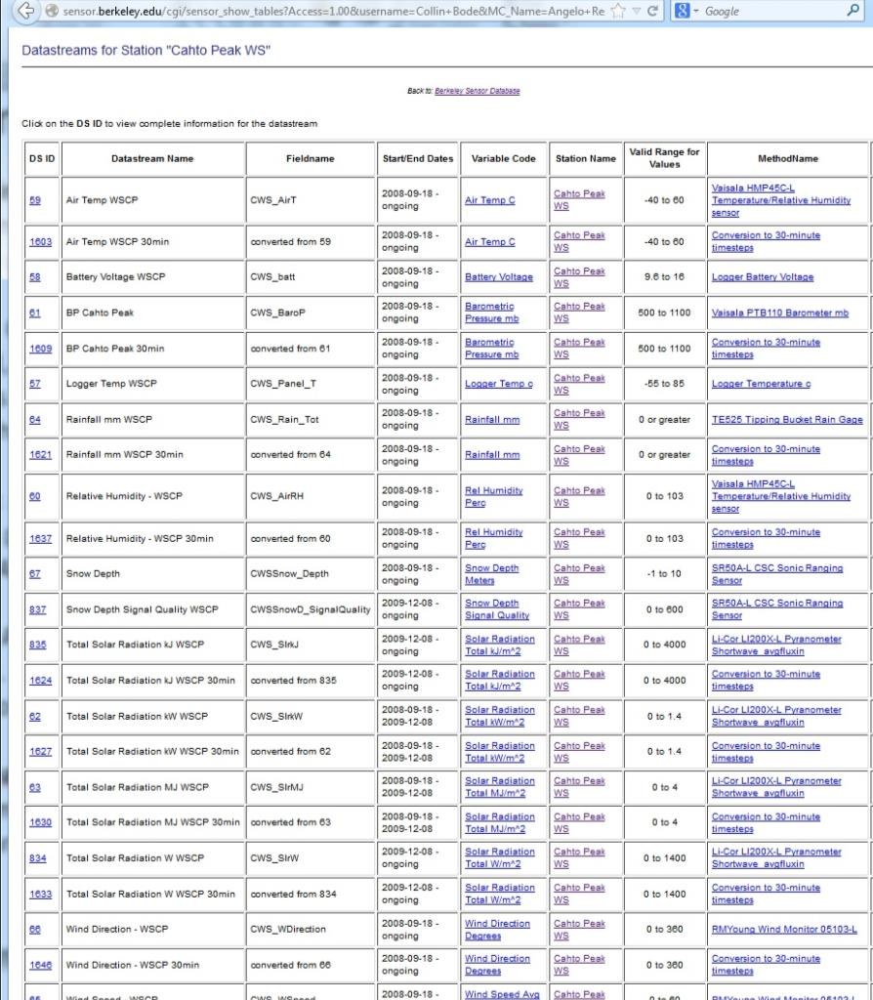 sensor.berkeley.edu/cgi/sensor_show_tables?Access=1.00&username=Collin+Bode&MC_Name=Angelo+Re
Google
Datastreams for Station "Cahto Peak WS"
Back to: Berkeley Sensor Database
Click on the DS ID to view complete information for the datastream
DS ID Datastream Name Fieldname Start/End Dates Variable Code Station Name Valid Range for Values MethodName
59 Air Temp WSCP CWS_AirT 2008-09-18 - ongoing Air Temp C Cahto Peak WS -40 to 60 Vaisala HMP45C-L Temperature/Relative Humidity sensor
1603 Air Temp WSCP 30min converted from 59 2008-09-18 - ongoing Air Temp C Cahto Peak WS -40 to 60 Conversion to 30-minute timesteps
58 Battery Voltage WSCP CWS_batt 2008-09-18 - ongoing Battery Voltage Cahto Peak WS 9.6 to 16 Logger Battery Voltage
61 BP Cahto Peak CWS_BaroP 2008-09-18 - ongoing Barometric Pressure mb Cahto Peak WS 500 to 1100 Vaisala PTB110 Barometer mb
1609 BP Cahto Peak 30min converted from 61 2008-09-18 - ongoing Barometric Pressure mb Cahto Peak WS 500 to 1100 Conversion to 30-minute timesteps
57 Logger Temp WSCP CWS_Panel_T 2008-09-18 - ongoing Logger Temp c Cahto Peak WS -55 to 85 Logger Temperature c
64 Rainfall mm WSCP CWS_Rain_Tot 2008-09-18 - ongoing Rainfall mm Cahto Peak WS 0 or greater TE525 Tipping Bucket Rain Gage
1621 Rainfall mm WSCP 30min converted from 64 2008-09-18 - ongoing Rainfall mm Cahto Peak WS 0 or greater Conversion to 30-minute timesteps
60 Relative Humidity - WSCP CWS_AirRH 2008-09-18 - ongoing Rel Humidity Perc Cahto Peak WS 0 to 103 Vaisala HMP45C-L Temperature/Relative Humidity sensor
1637 Relative Humidity - WSCP 30min converted from 60 2008-09-18 - ongoing Rel Humidity Perc Cahto Peak WS 0 to 103 Conversion to 30-minute timesteps
67 Snow Depth CWSSnow_Depth 2008-09-18 - ongoing Snow Depth Meters Cahto Peak WS -1 to 10 SR50A-L CSC Sonic Ranging Sensor
837 Snow Depth Signal Quality WSCP CWSSnowD_SignalQuality 2009-12-08 - ongoing Snow Depth Signal Quality Cahto Peak WS 0 to 600 SR50A-L CSC Sonic Ranging Sensor
835 Total Solar Radiation kJ WSCP CWS_SlrkJ 2009-12-08 - ongoing Solar Radiation Total kJ/m^2 Cahto Peak WS 0 to 4000 Li-Cor LI200X-L Pyranometer Shortwave_avgfluxin
1624 Total Solar Radiation kJ WSCP 30min converted from 835 2009-12-08 - ongoing Solar Radiation Total kJ/m^2 Cahto Peak WS 0 to 4000 Conversion to 30-minute timesteps
62 Total Solar Radiation kW WSCP CWS_SlrkW 2008-09-18 - 2009-12-08 Solar Radiation Total kW/m^2 Cahto Peak WS 0 to 1.4 Li-Cor LI200X-L Pyranometer Shortwave_avgfluxin
1627 Total Solar Radiation kW WSCP 30min converted from 62 2008-09-18 - 2009-12-08 Solar Radiation Total kW/m^2 Cahto Peak WS 0 to 1.4 Conversion to 30-minute timesteps
63 Total Solar Radiation MJ WSCP CWS_SlrMJ 2008-09-18 - 2009-12-08 Solar Radiation Total MJ/m^2 Cahto Peak WS 0 to 4 Li-Cor LI200X-L Pyranometer Shortwave_avgfluxin
1630 Total Solar Radiation MJ WSCP 30min converted from 63 2008-09-18 - 2009-12-08 Solar Radiation Total MJ/m^2 Cahto Peak WS 0 to 4 Conversion to 30-minute timesteps
834 Total Solar Radiation W WSCP CWS_SlrW 2009-12-08 - ongoing Solar Radiation Total W/m^2 Cahto Peak WS 0 to 1400 Li-Cor LI200X-L Pyranometer Shortwave_avgfluxin
1633 Total Solar Radiation W WSCP 30min converted from 834 2009-12-08 - ongoing Solar Radiation Total W/m^2 Cahto Peak WS 0 to 1400 Conversion to 30-minute timesteps
66 Wind Direction - WSCP CWS_WDirection 2008-09-18 - ongoing Wind Direction Degrees Cahto Peak WS 0 to 360 RMYoung Wind Monitor 05103-L
1646 Wind Direction - WSCP 30min converted from 66 2008-09-18 - ongoing Wind Direction Degrees Cahto Peak WS 0 to 360 Conversion to 30-minute timesteps
65 Wind Speed - WSCP CWS_WSpeed 2008-09-18 - Wind Speed Avg Cahto Peak 0 to 60 RMYoung Wind Monitor 05103-L